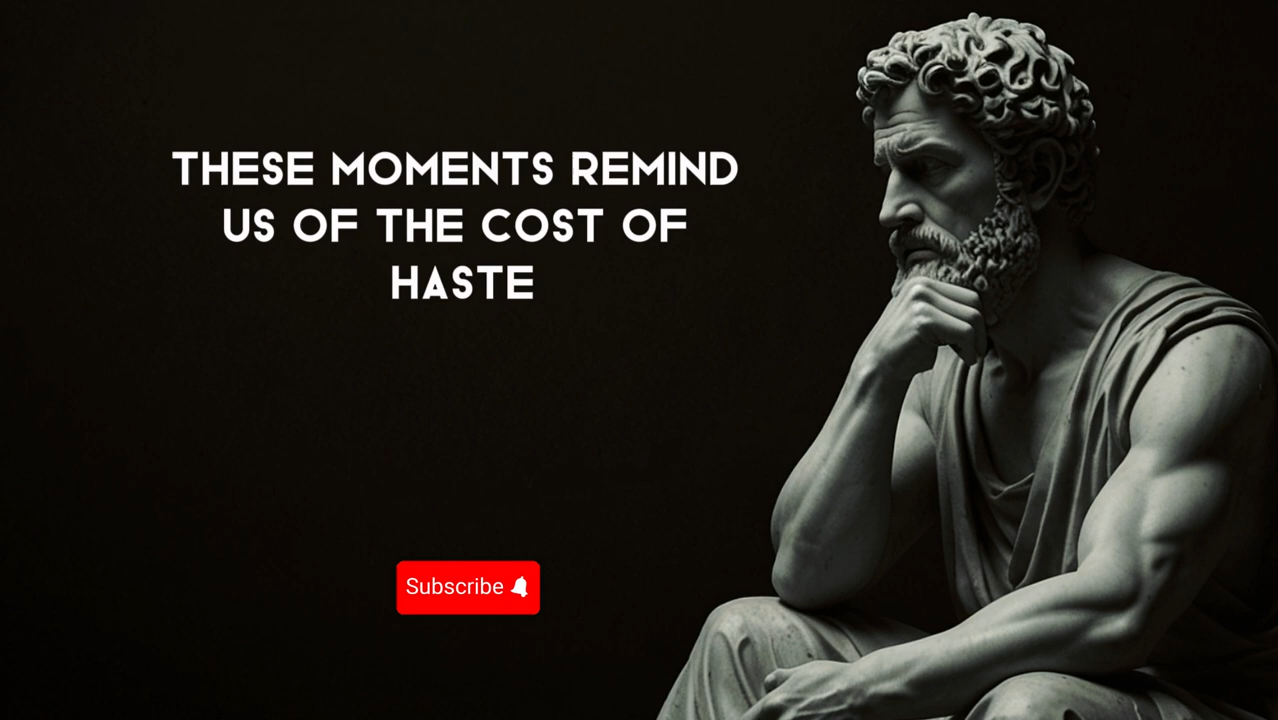 THESE MOMENTS REMIND
US OF THE COST OF
HASTE
Subscribe